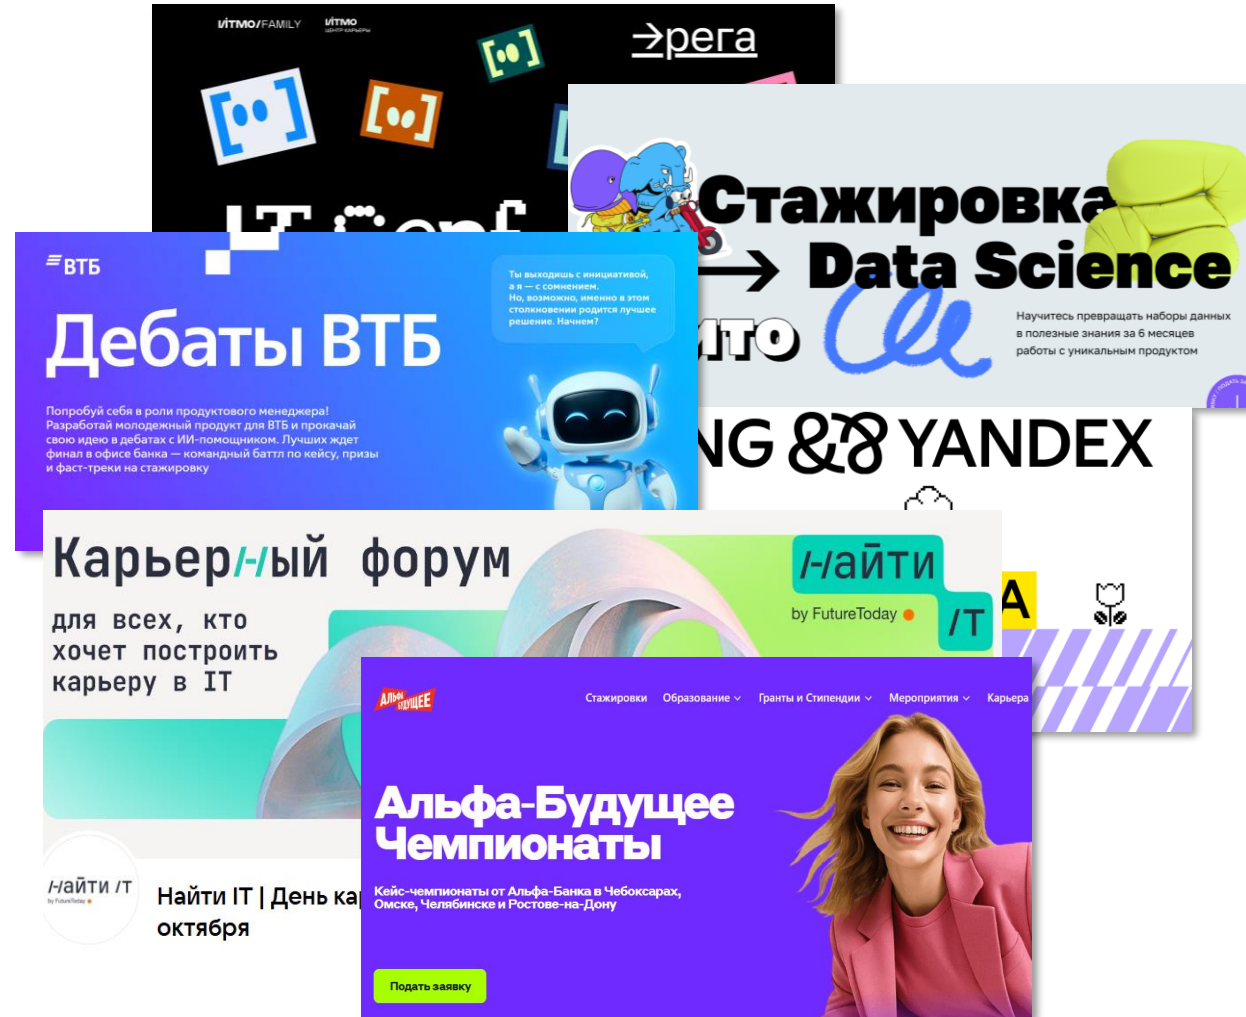 ИТМО/FAMILY
ИТМО
ЦЕНТР КАРЬЕРЫ
→рега
Стажировка
→ Data Science
Научитесь превращать наборы данных
в полезные знания за 6 месяцев
работы с уникальным продуктом
ВТБ
Ты выходишь с инициативой,
а я — с сомнением.
Но, возможно, именно в этом
столкновении родится лучшее
решение. Начнем?
Дебаты ВТБ
Попробуй себя в роли продуктового менеджера!
Разработай молодежный продукт для ВТБ и прокачай
свою идею в дебатах с ИИ-помощником. Лучших ждет
финал в офисе банка — командный баттл по кейсу, призы
и фаст-треки на стажировку
NG && YANDEX
А
Карьерный форум
для всех, кто
хочет построить
карьеру в IT
Найти
IT
by FutureToday
Найти IT
by FutureToday
Найти IT | День кар
октября
АЛЬФА БУДУЩЕЕ
Стажировки Образование Гранты и Стипендии Мероприятия Карьера
Альфа-Будущее
Чемпионаты
Кейс-чемпионаты от Альфа-Банка в Чебоксарах,
Омске, Челябинске и Ростове-на-Дону
Подать заявку